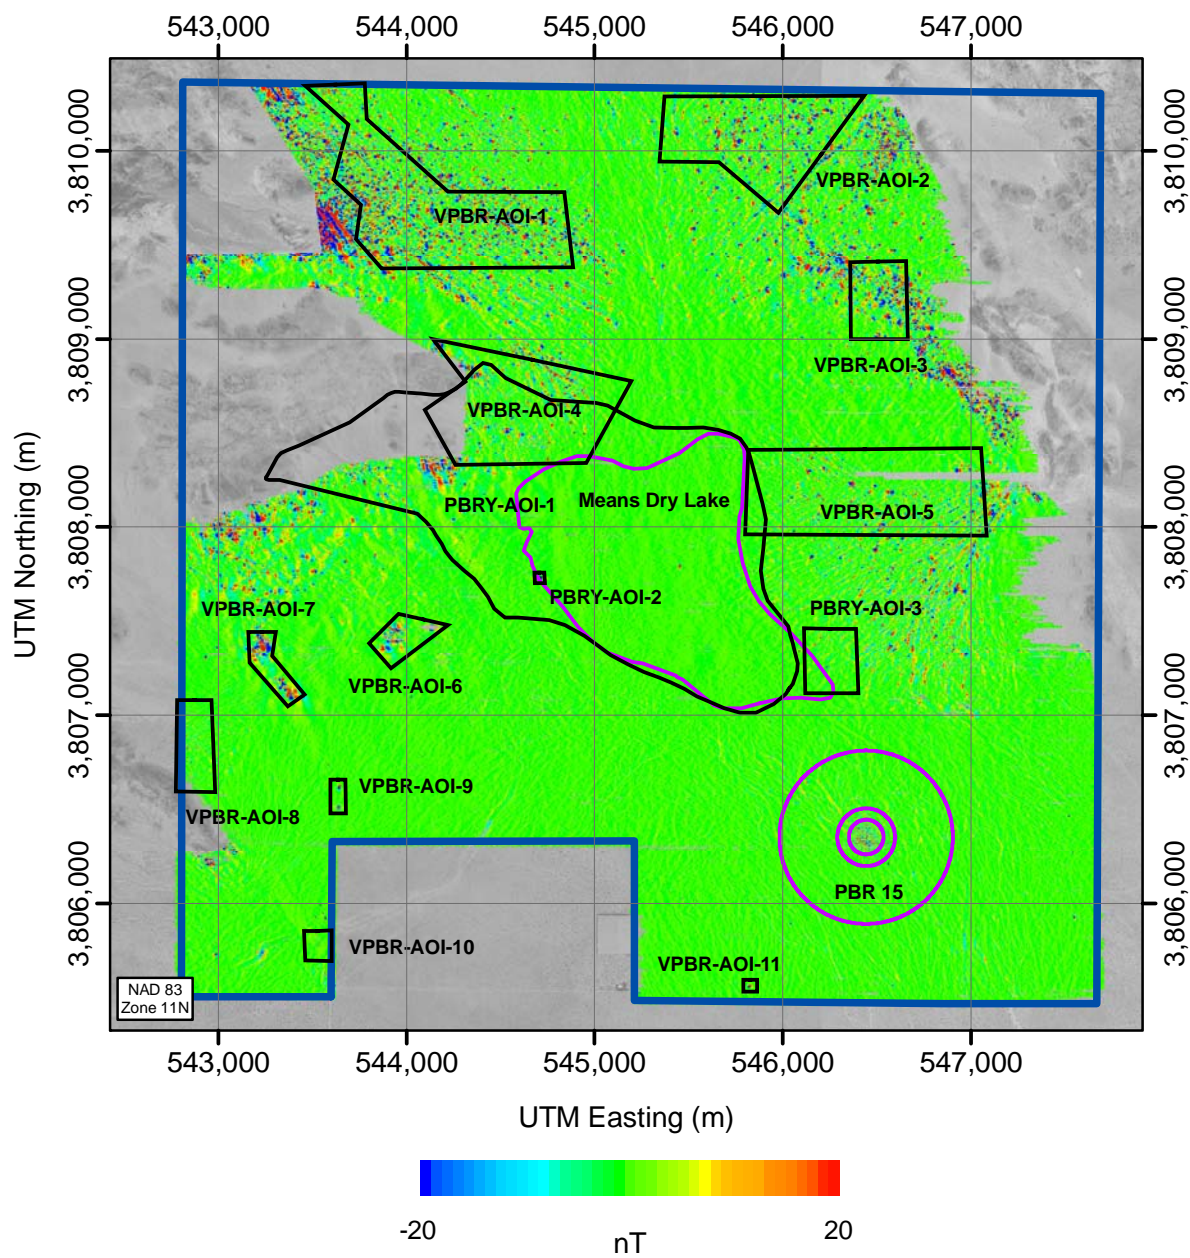 543,000 544,000 545,000 546,000 547,000
3,810,000
3,810,000
VPBR-AOI-2
VPBR-AOI-1
3,809,000
3,809,000
VPBR-AOI-3
VPBR-AOI-4
PBRY-AOI-1
Means Dry Lake
VPBR-AOI-5
3,808,000
3,808,000
UTM Northing (m)
PBRY-AOI-2
VPBR-AOI-7
PBRY-AOI-3
VPBR-AOI-6
3,807,000
3,807,000
VPBR-AOI-9
VPBR-AOI-8
PBR 15
3,806,000
3,806,000
VPBR-AOI-10
VPBR-AOI-11
NAD 83
Zone 11N
543,000 544,000 545,000 546,000 547,000
UTM Easting (m)
-20 20
nT